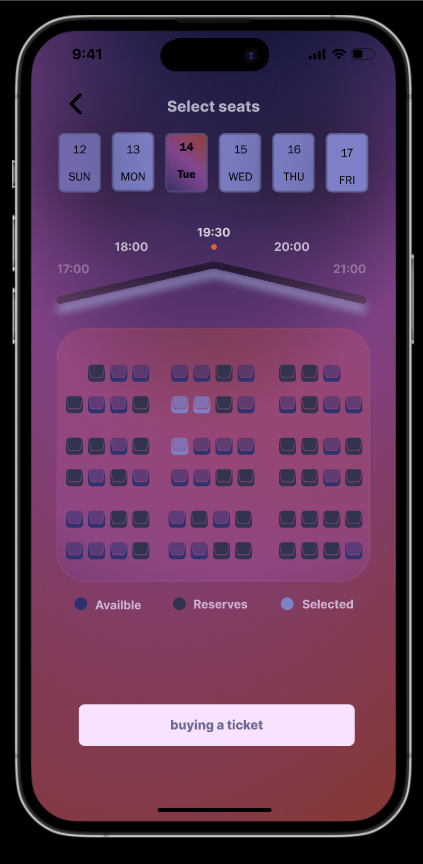 9:41
Select seats
12 13 14 15 16 17
SUN MON Tue WED THU FRI
19:30
18:00 20:00
17:00 21:00
Availble Reserves Selected
buying a ticket